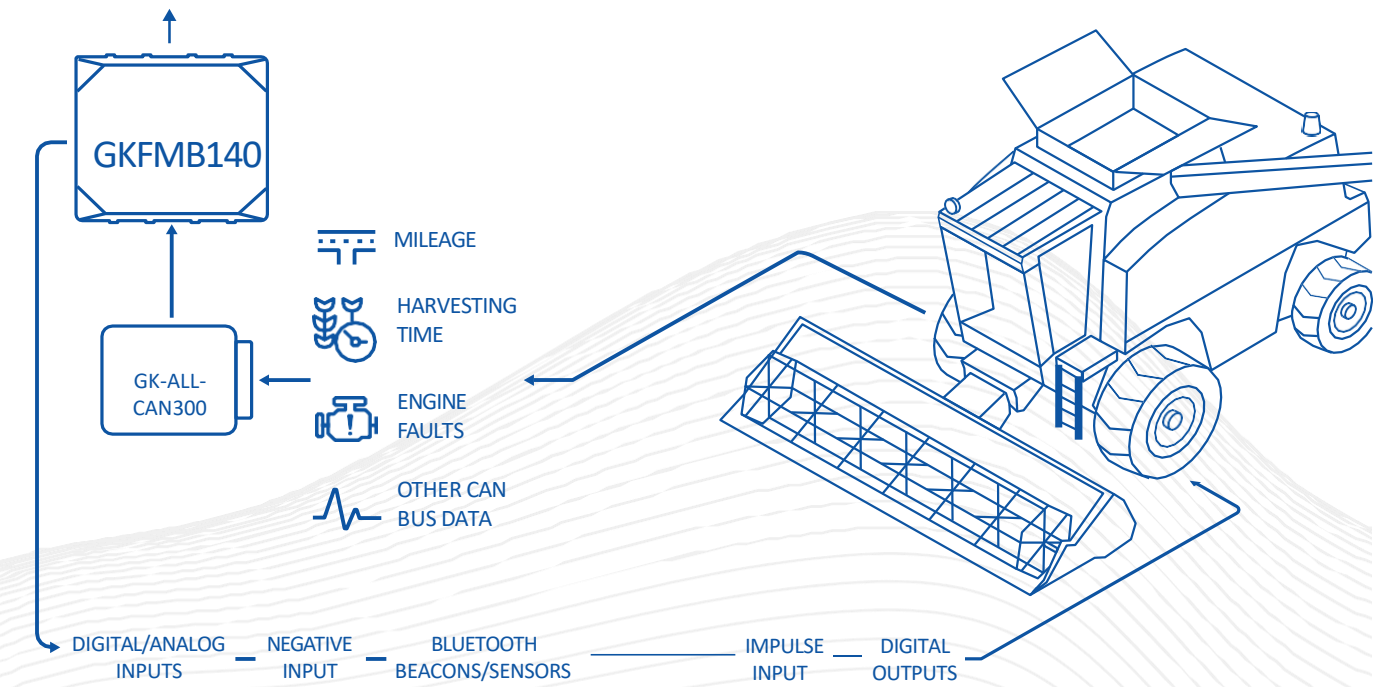 GKFMB140
MILEAGE
HARVESTING
TIME
GK-ALL-
CAN300
ENGINE
FAULTS
OTHER CAN
BUS DATA
DIGITAL/ANALOG
INPUTS
NEGATIVE
INPUT
BLUETOOTH
BEACONS/SENSORS
IMPULSE
INPUT
DIGITAL
OUTPUTS